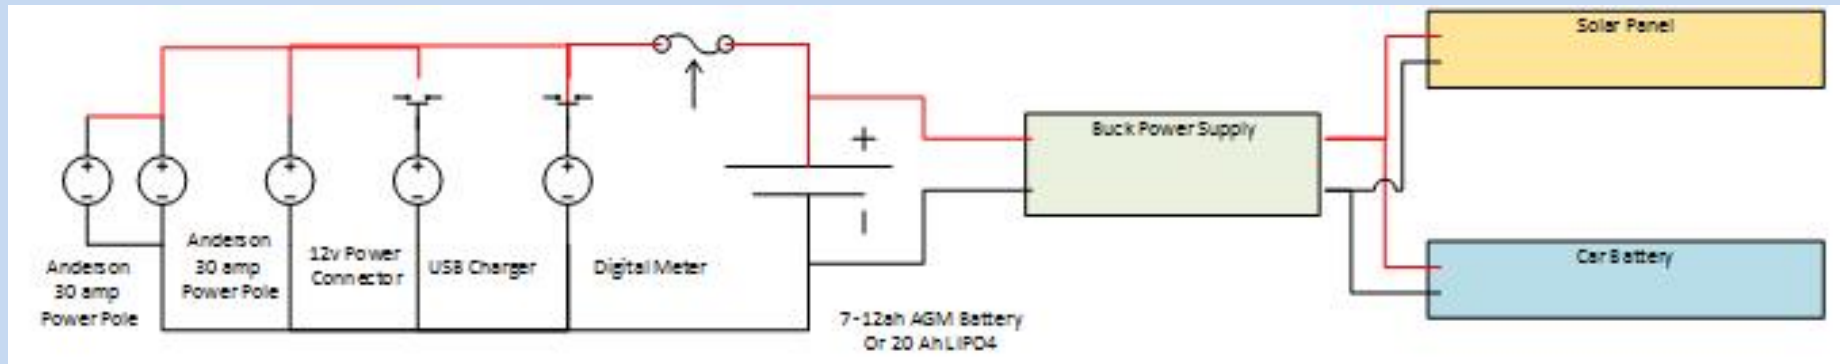 Solar Panel
Buck Power Supply
Car Battery
+
Anderson
30 amp
Power Pole
Anderson
30 amp
Power Pole
12v Power
Connector
USB Charger
Digital Meter
7-12ah AGM Battery
Or 20 Ah LIPO4